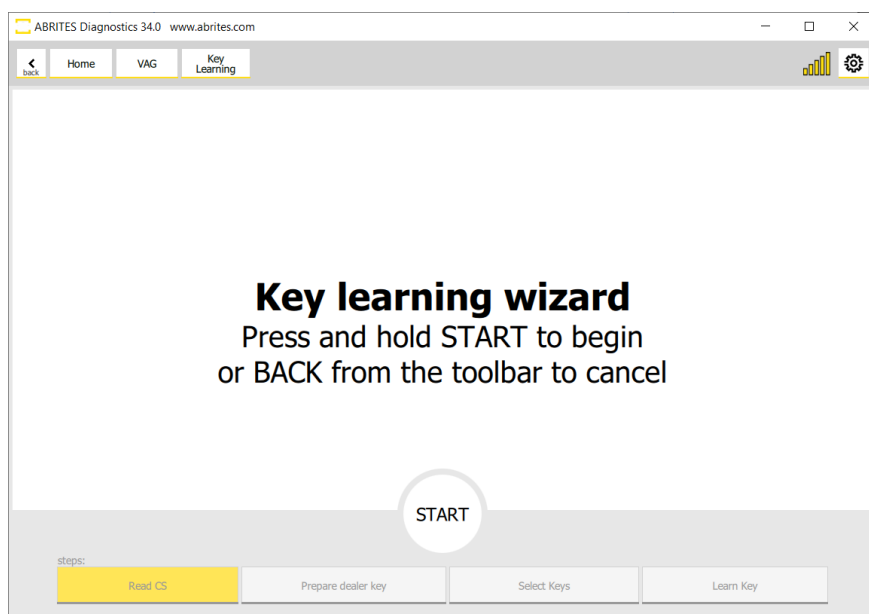 ABRITES Diagnostics 34.0 www.abrites.com
back
Home
VAG
Key
Learning
Key learning wizard
Press and hold START to begin
or BACK from the toolbar to cancel
START
steps:
Read CS
Prepare dealer key
Select Keys
Learn Key